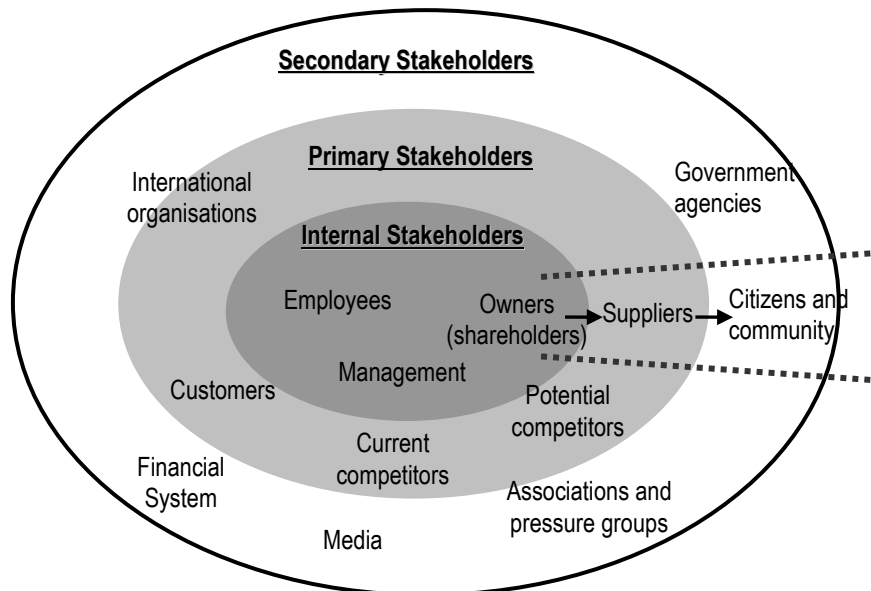 Secondary Stakeholders
Primary Stakeholders
International
organisations
Government
agencies
Internal Stakeholders
Employees
Owners
(shareholders)
Suppliers
Citizens and
community
Management
Customers
Potential
competitors
Current
competitors
Financial
System
Associations and
pressure groups
Media